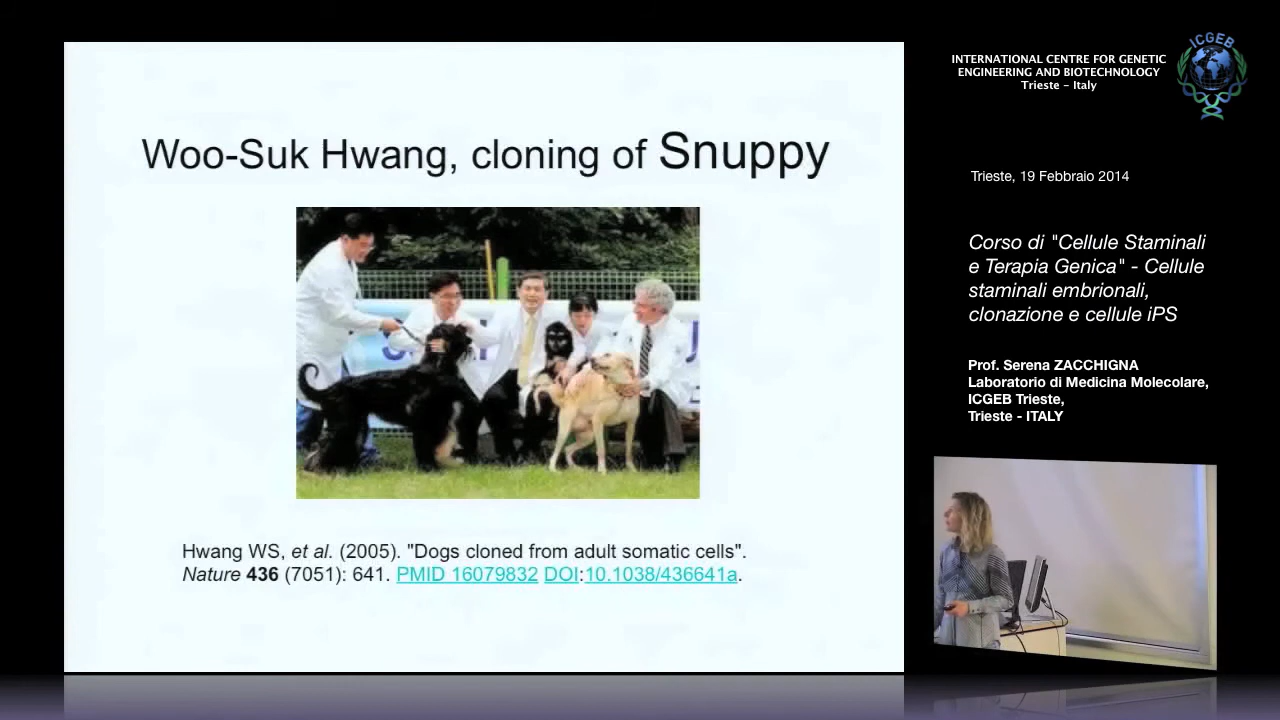 Woo-Suk Hwang, cloning of Snuppy
Hwang WS, et al. (2005). "Dogs cloned from adult somatic cells".
Nature 436 (7051): 641. PMID 16079832 DOI:10.1038/436641a.
INTERNATIONAL CENTRE FOR GENETIC
ENGINEERING AND BIOTECHNOLOGY
Trieste – Italy
ICGEB
Trieste, 19 Febbraio 2014
Corso di "Cellule Staminali
e Terapia Genica" - Cellule
staminali embrionali,
clonazione e cellule iPS
Prof. Serena ZACCHIGNA
Laboratorio di Medicina Molecolare,
ICGEB Trieste,
Trieste - ITALY